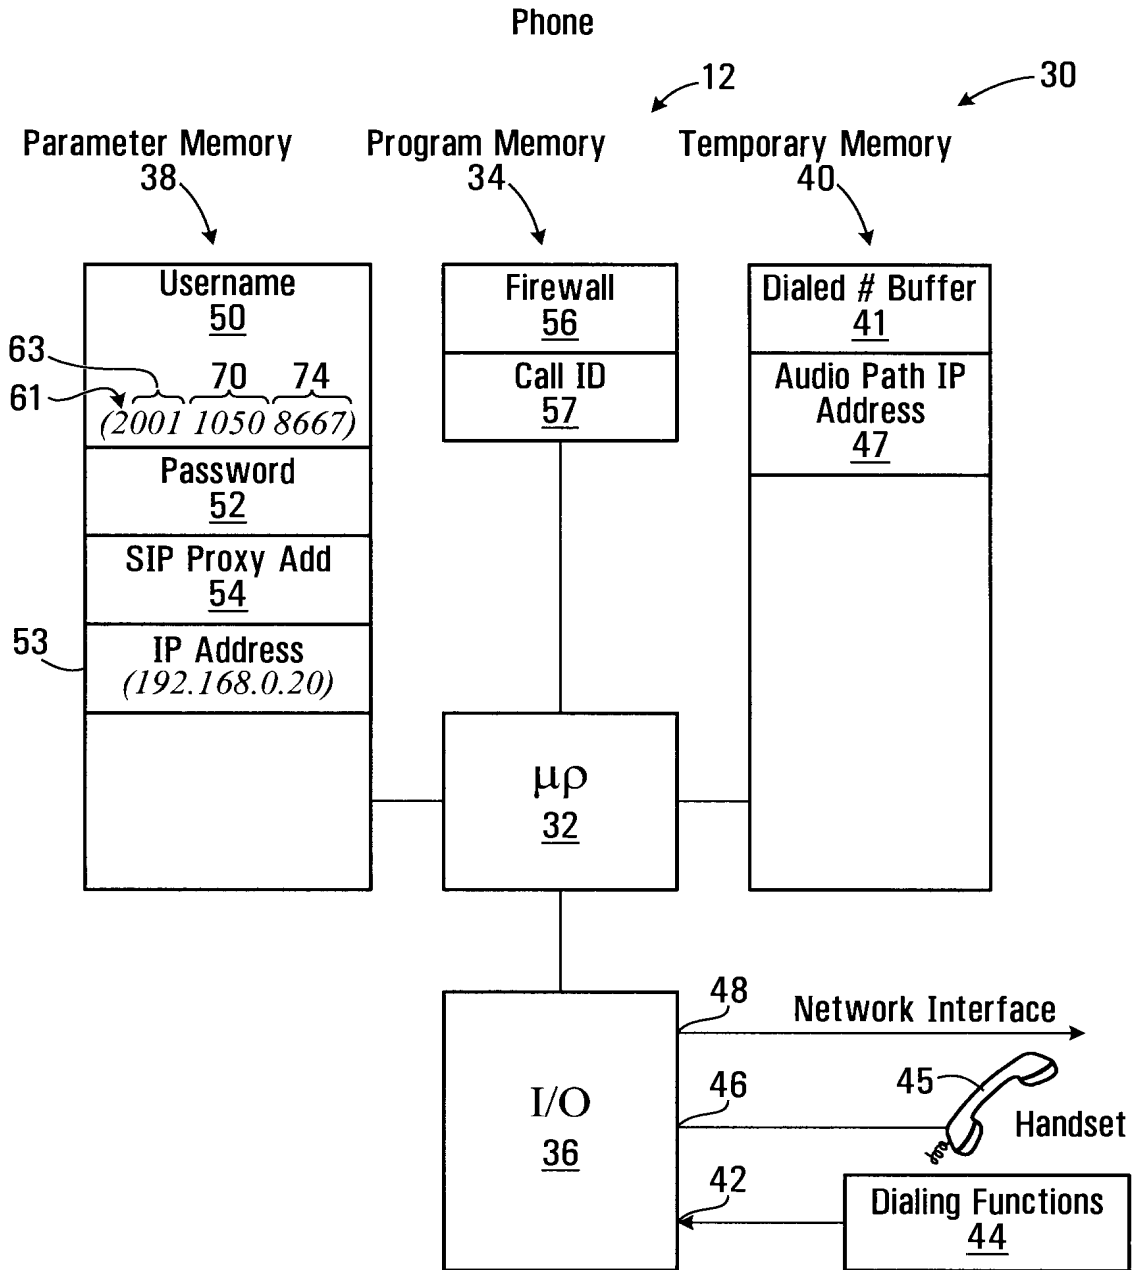 Phone
12
30
Parameter Memory
38
Program Memory
34
Temporary Memory
40
Username
50
63
70
74
61
(2001 1050 8667)
Password
52
SIP Proxy Add
54
53
IP Address
(192.168.0.20)
Firewall
56
Call ID
57
Dialed # Buffer
41
Audio Path IP
Address
47
μρ
32
I/O
36
48
Network Interface
46
45
Handset
42
Dialing Functions
44